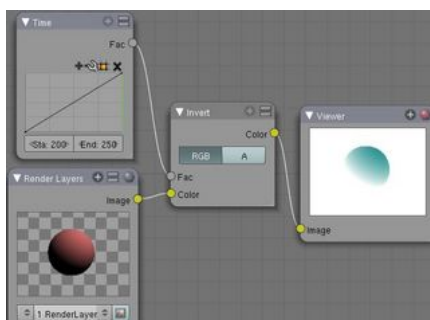 Time
Fac
Sta: 200
End: 250
Render Layers
Image
1 RenderLayer
Invert
Color
RGB
A
Fac
Color
Viewer
Image